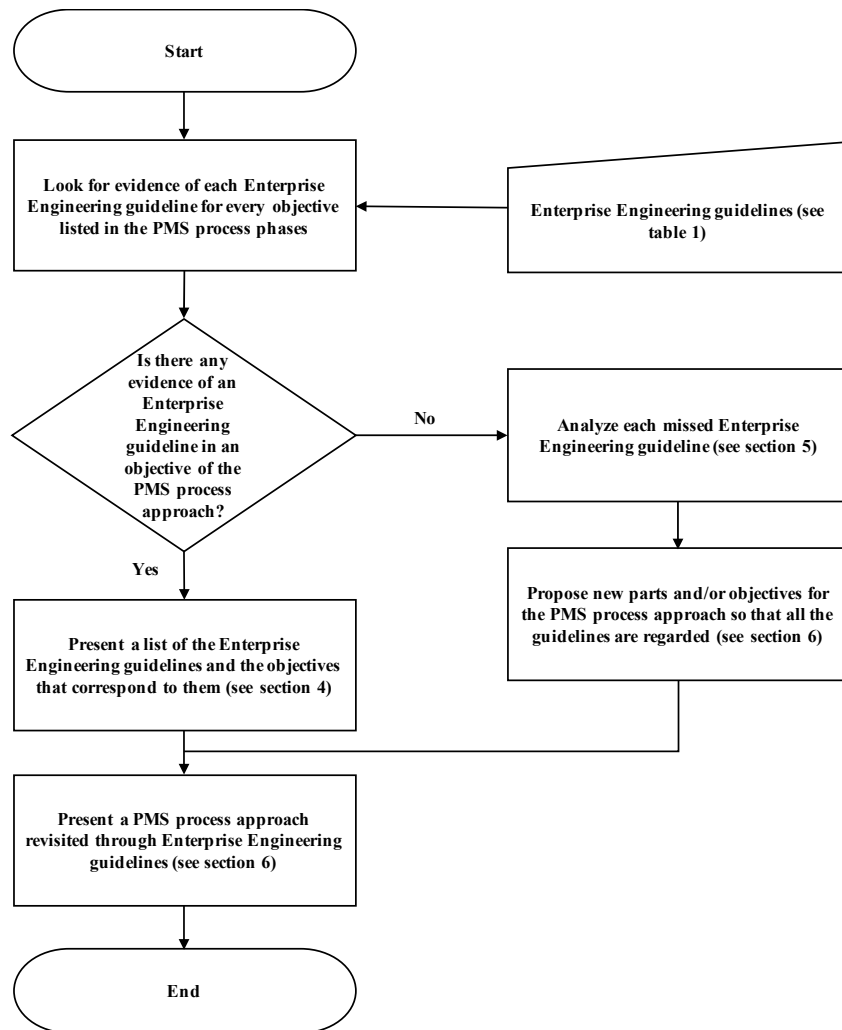 Start
Look for evidence of each Enterprise
Engineering guideline for every objective
listed in the PMS process phases
Enterprise Engineering guidelines (see
table 1)
Is there any
evidence of an
Enterprise
Engineering
guideline in an
objective of the
PMS process
approach?
No
Analyze each missed Enterprise
Engineering guideline (see section 5)
Yes
Propose new parts and/or objectives for
the PMS process approach so that all the
guidelines are regarded (see section 6)
Present a list of the Enterprise
Engineering guidelines and the objectives
that correspond to them (see section 4)
Present a PMS process approach
revisited through Enterprise Engineering
guidelines (see section 6)
End